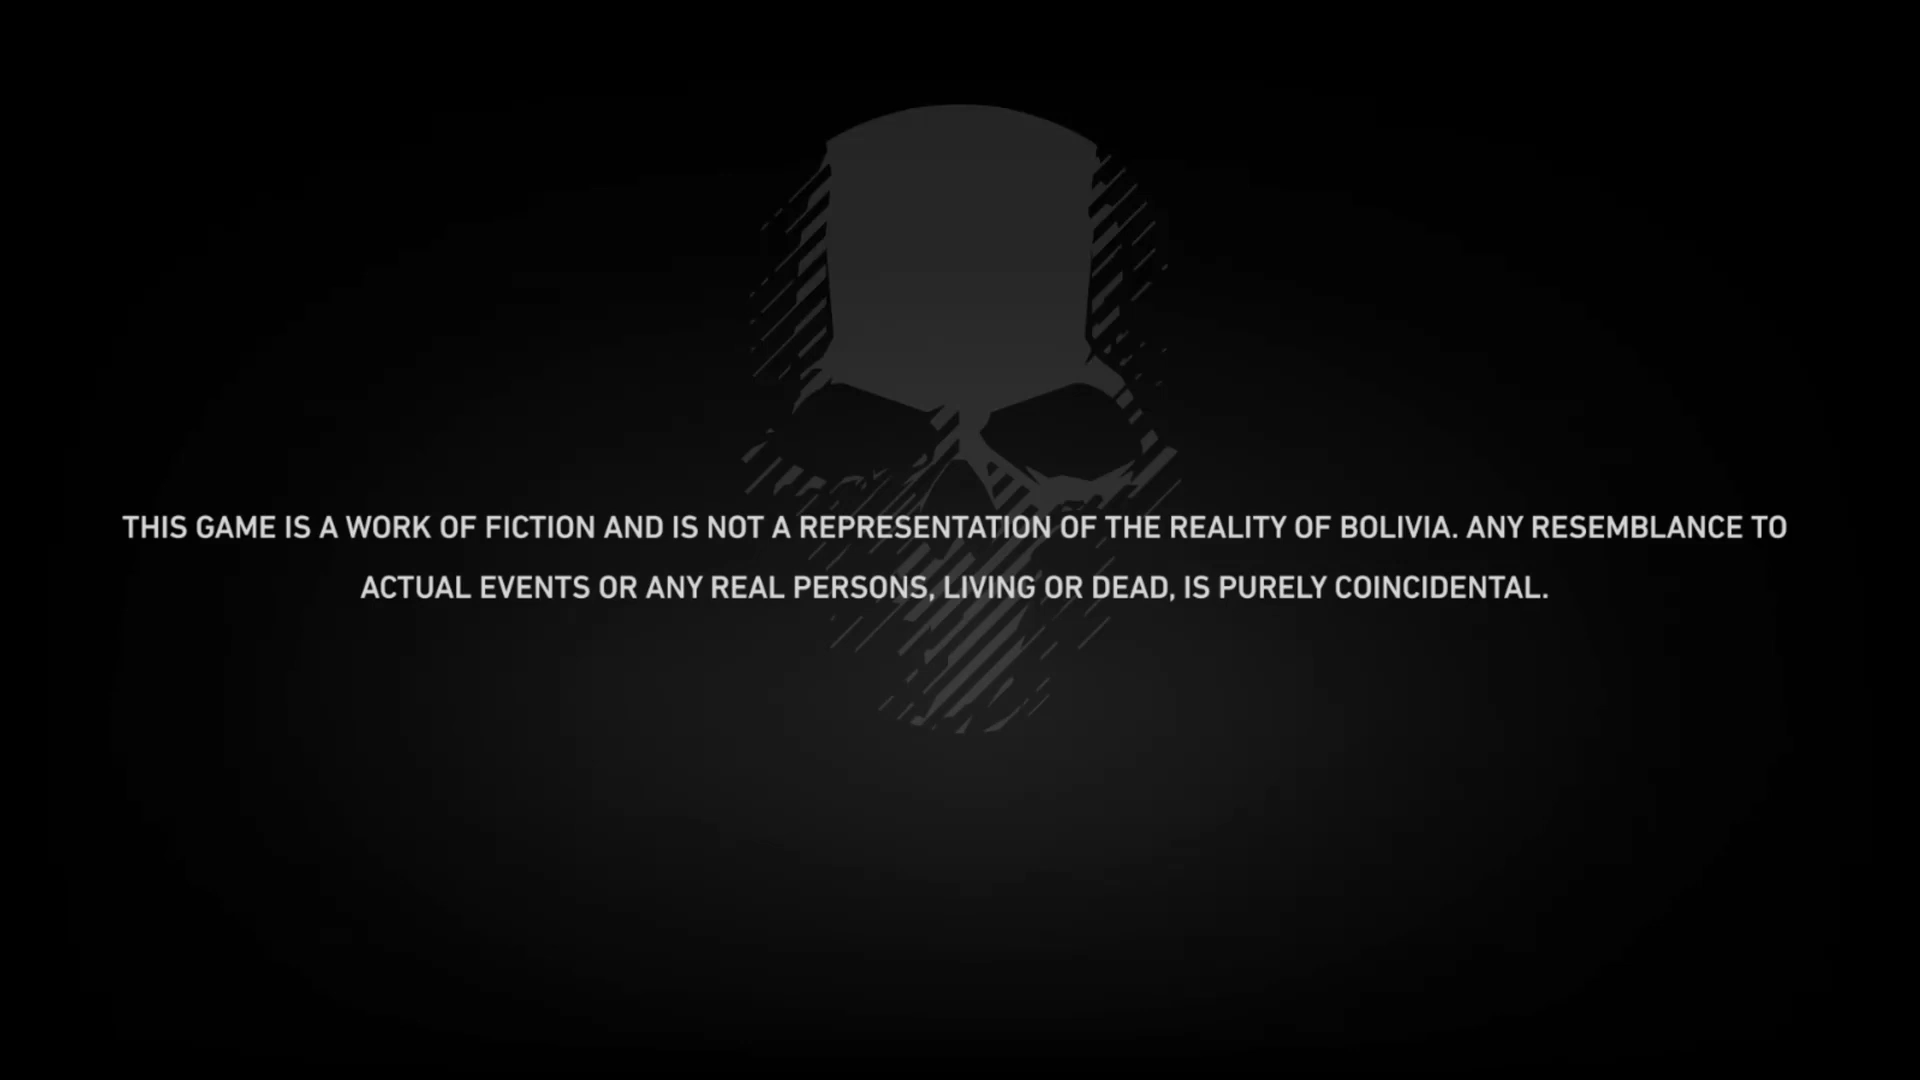 THIS GAME IS A WORK OF FICTION AND IS NOT A REPRESENTATION OF THE REALITY OF BOLIVIA. ANY RESEMBLANCE TO
ACTUAL EVENTS OR ANY REAL PERSONS, LIVING OR DEAD, IS PURELY COINCIDENTAL.